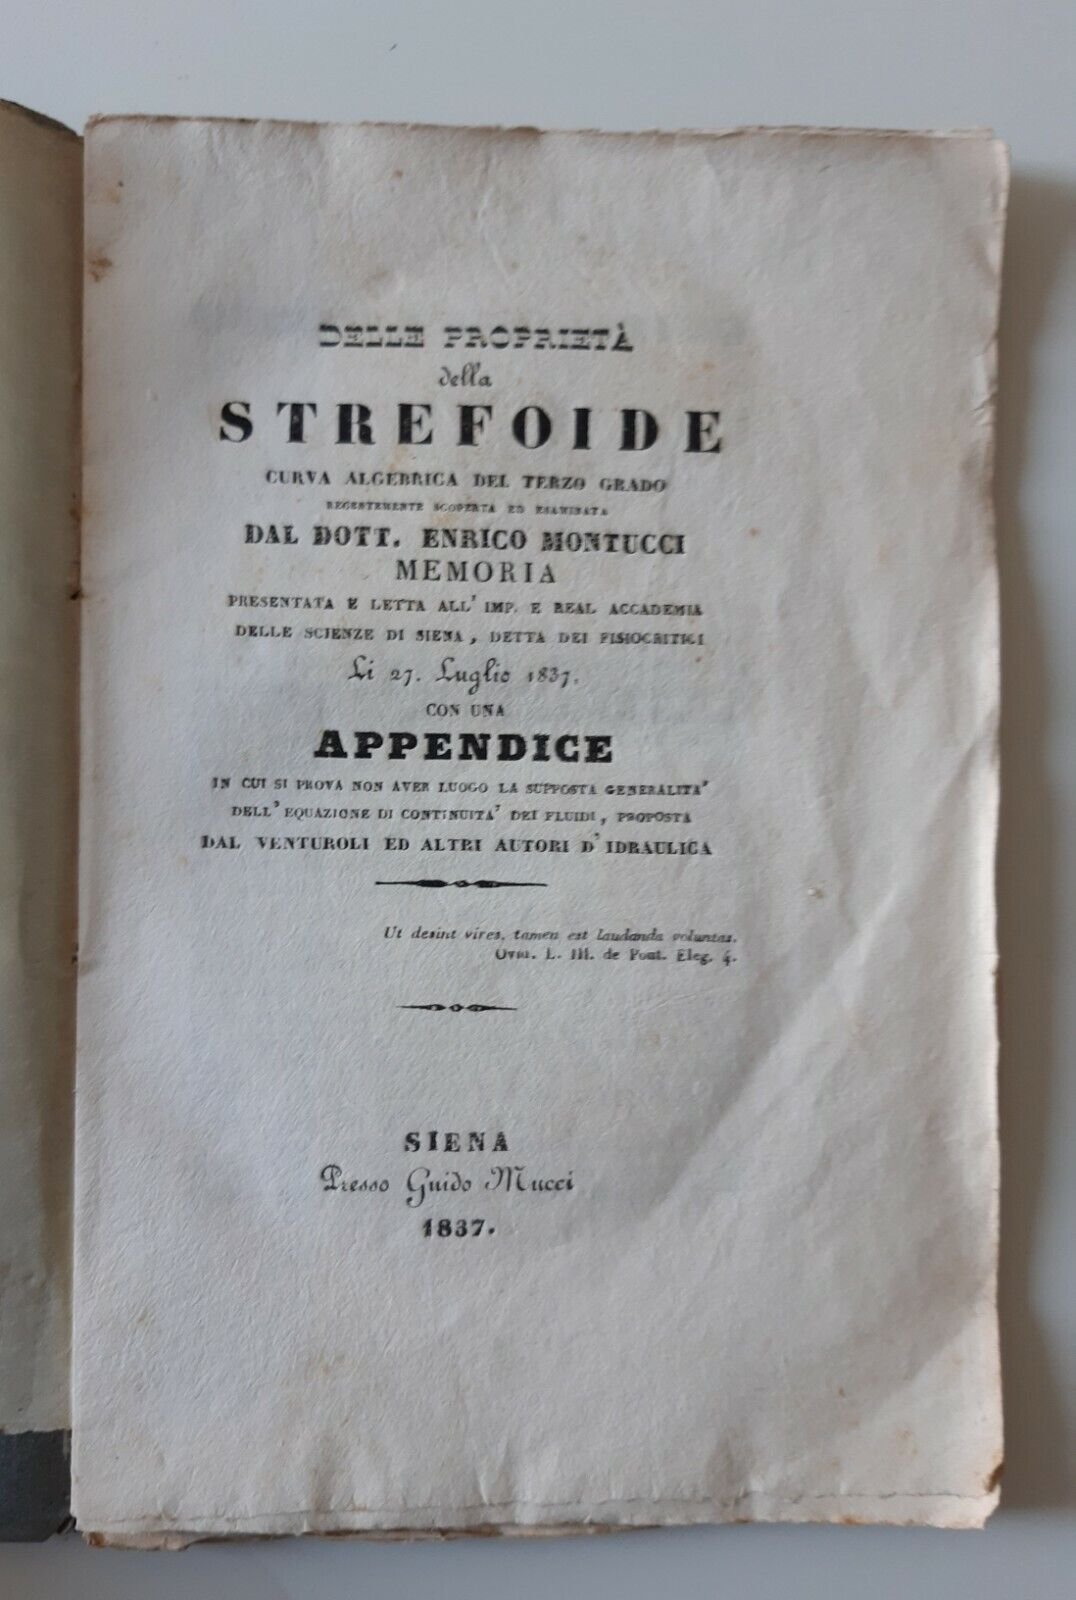 DELLE PROPRIETÀ
della
STREFOIDE
CURVA ALGEBRICA DEL TERZO GRADO
RECENTEMENTE SCOPERTA ED ESAMINATA
DAL DOTT. ENRICO MONTUCCI
MEMORIA
PRESENTATA E LETTA ALL' IMP. E REAL ACCADEMIA
DELLE SCIENZE DI SIENA, DETTA DEI FISIOCRITICI
Li 27. Luglio 1837.
CON UNA
APPENDICE
IN CUI SI PROVA NON AVER LUOGO LA SUPPOSTA GENERALITA'
DELL' EQUAZIONE DI CONTINUITA' DEI FLUIDI, PROPOSTA
DAL VENTUROLI ED ALTRI AUTORI D' IDRAULICA
Ut desint vires, tamen est laudanda voluntas.
Ovid. L. III. de Pont. Eleg. 4.
SIENA
Presso Guido Mucci
1837.